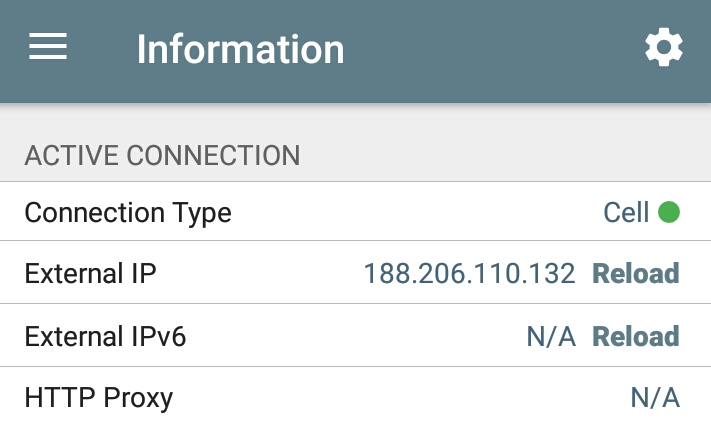 Information
ACTIVE CONNECTION
Connection Type Cell
External IP 188.206.110.132 Reload
External IPv6 N/A Reload
HTTP Proxy N/A